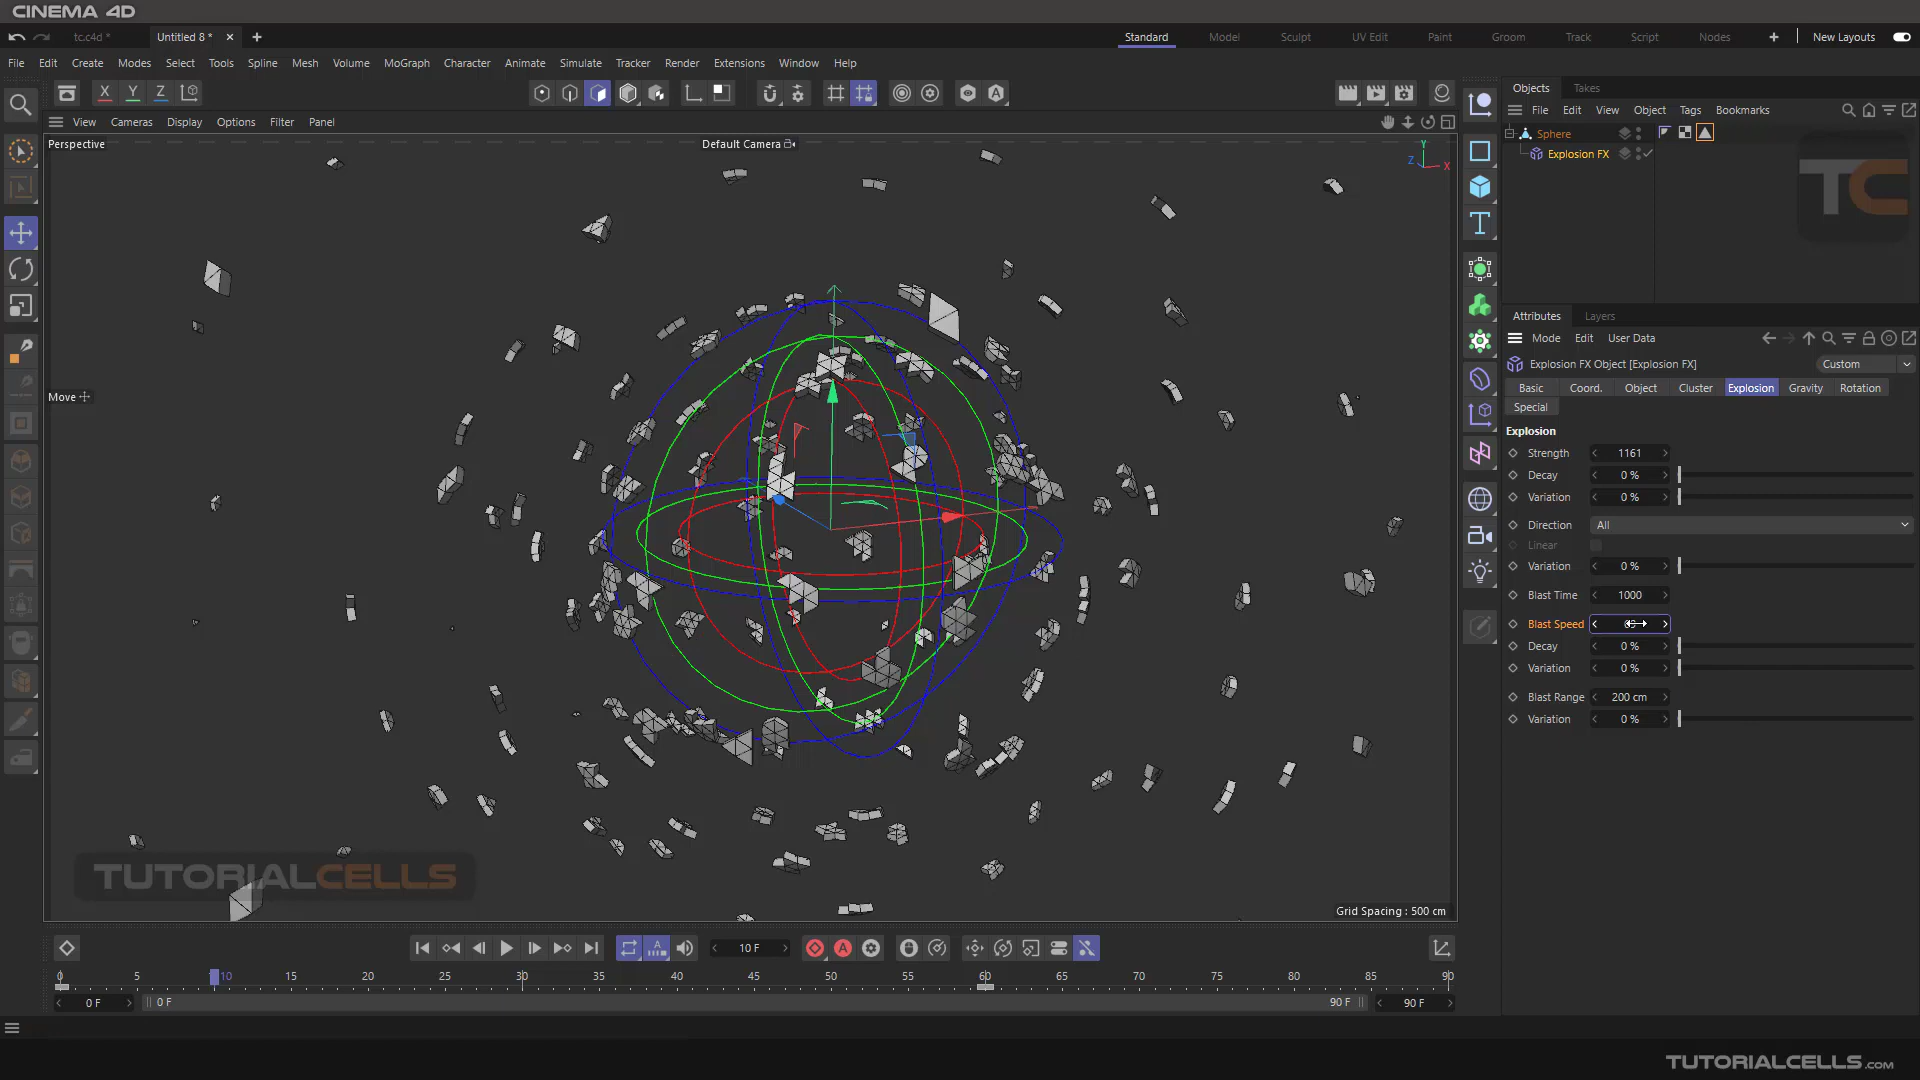 CINEMA 4D
tc.c4d *
Untitled 8 *
Standard
Model
Sculpt
UV Edit
Paint
Groom
Track
Script
Nodes
New Layouts
File Edit Create Modes Select Tools Spline Mesh Volume MoGraph Character Animate Simulate Tracker Render Extensions Window Help
X Y Z
View Cameras Display Options Filter Panel
Perspective
Default Camera
Y
Z
X
Move
TUTORIALCELLS
Grid Spacing : 500 cm
Objects Takes
File Edit View Object Tags Bookmarks
Sphere
Explosion FX
TC
Attributes Layers
Mode Edit User Data
Explosion FX Object [Explosion FX]
Custom
Basic Coord. Object Cluster Explosion Gravity Rotation
Special
Explosion
Strength 1161
Decay 0 %
Variation 0 %
Direction All
Linear
Variation 0 %
Blast Time 1000
Blast Speed
Decay 0 %
Variation 0 %
Blast Range 200 cm
Variation 0 %
10 F
0 5 10 15 20 25 30 35 40 45 50 55 60 65 70 75 80 85 90
0 F 0 F 90 F 90 F
TUTORIALCELLS.COM